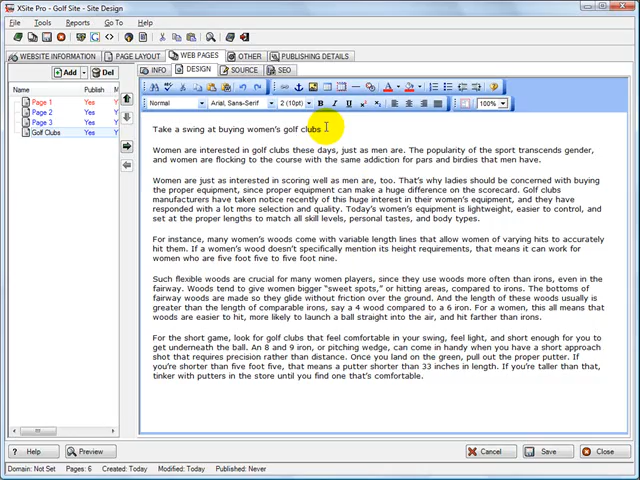 XSite Pro - Golf Site - Site Design
File Tools Reports Go To Help
WEBSITE INFORMATION PAGE LAYOUT WEB PAGES OTHER PUBLISHING DETAILS
Add Del
INFO DESIGN SOURCE SEO
Name Publish M
Page 1 Yes Y
Page 2 Yes Y
Page 3 Yes Y
Golf Clubs Yes Y
Normal Arial, Sans-Serif 2 (10pt) B I U 100%
Take a swing at buying women's golf clubs
Women are interested in golf clubs these days, just as men are. The popularity of the sport transcends gender,
and women are flocking to the course with the same addiction for pars and birdies that men have.
Women are just as interested in scoring well as men are, too. That's why ladies should be concerned with buying
the proper equipment, since proper equipment can make a huge difference on the scorecard. Golf clubs
manufacturers have taken notice recently of this huge interest in their women's equipment, and they have
responded with a lot more selection and quality. Today's women's equipment is lightweight, easier to control, and
set at the proper lengths to match all skill levels, personal tastes, and body types.
For instance, many women's woods come with variable length lines that allow women of varying hits to accurately
hit them. If a women's wood doesn't specifically mention its height requirements, that means it can work for
women who are five foot five to five foot nine.
Such flexible woods are crucial for many women players, since they use woods more often than irons, even in the
fairway. Woods tend to give women bigger "sweet spots," or hitting areas, compared to irons. The bottoms of
fairway woods are made so they glide without friction over the ground. And the length of these woods usually is
greater than the length of comparable irons, say a 4 wood compared to a 6 iron. For a women, this all means that
woods are easier to hit, more likely to launch a ball straight into the air, and hit farther than irons.
For the short game, look for golf clubs that feel comfortable in your swing, feel light, and short enough for you to
get underneath the ball. An 8 and 9 iron, or pitching wedge, can come in handy when you have a short approach
shot that requires precision rather than distance. Once you land on the green, pull out the proper putter. If
you're shorter than five foot five, that means a putter shorter than 33 inches in length. If you're taller than that,
tinker with putters in the store until you find one that's comfortable.
Help Preview Cancel Save Close
Domain: Not Set Pages: 6 Created: Today Modified: Today Published: Never